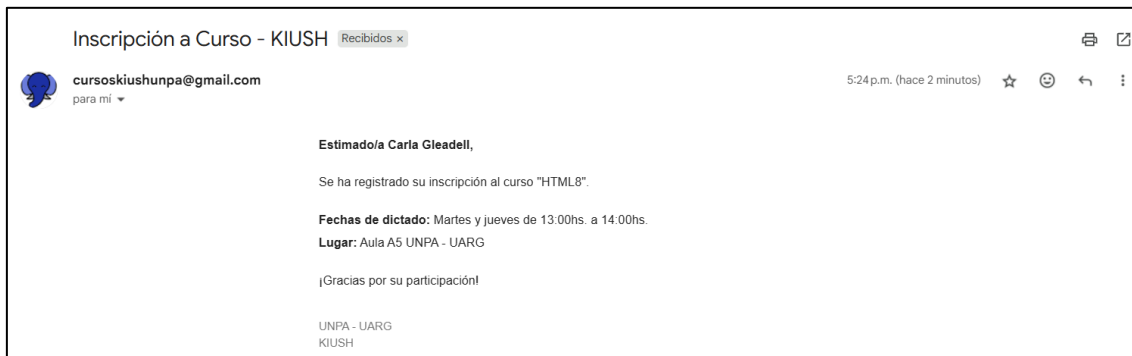 Inscripción a Curso - KIUSH Recibidos ×
cursoskiushunpa@gmail.com 5:24 p.m. (hace 2 minutos)
para mí
Estimado/a Carla Gleadell,
Se ha registrado su inscripción al curso "HTML8".
Fechas de dictado: Martes y jueves de 13:00hs. a 14:00hs.
Lugar: Aula A5 UNPA - UARG
¡Gracias por su participación!
UNPA - UARG
KIUSH